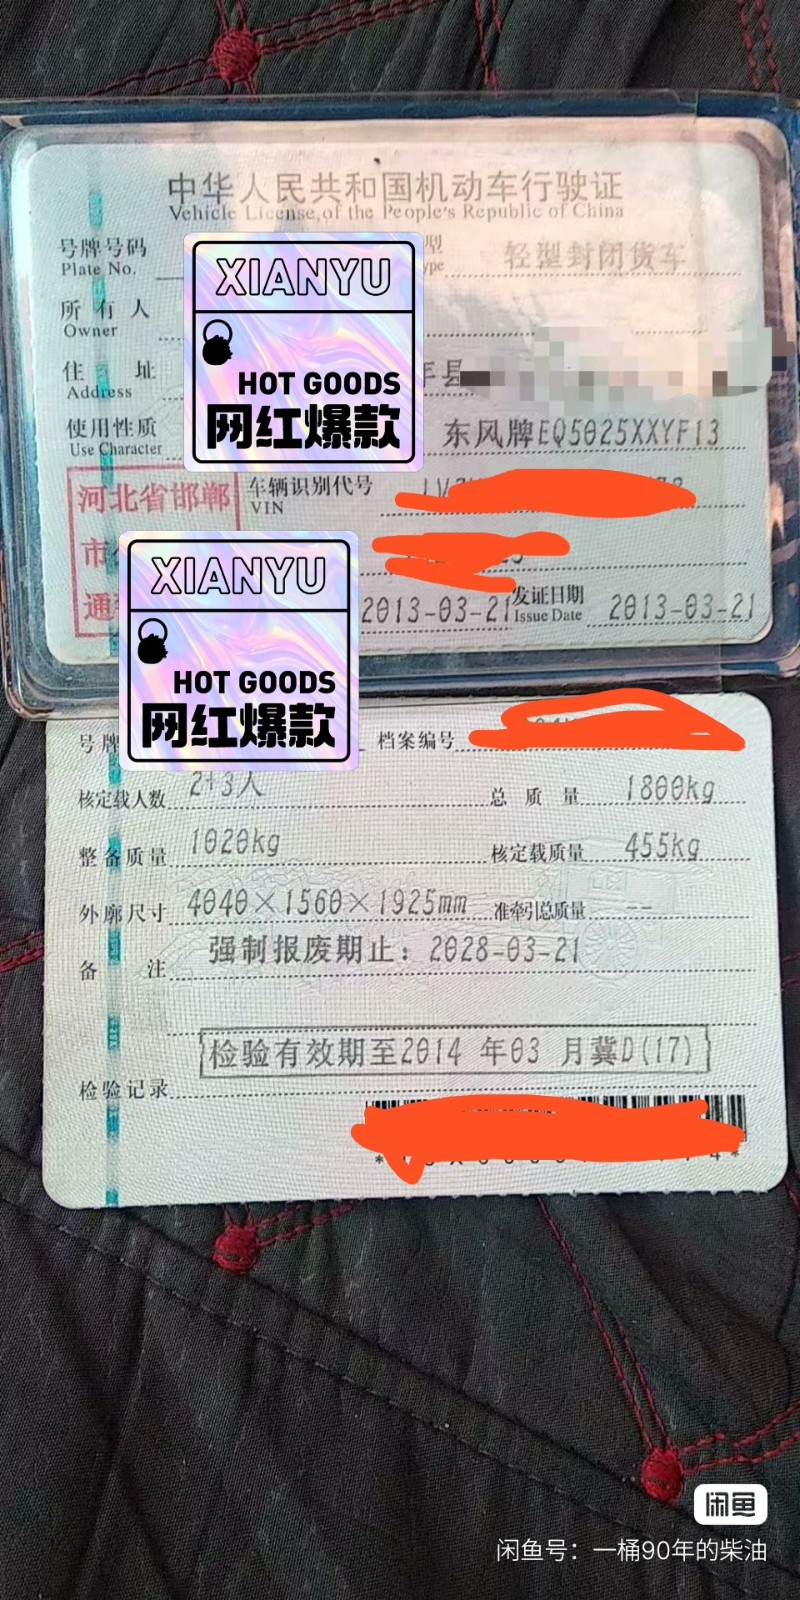 中华人民共和国机动车行驶证
Vehicle License of the People's Republic of China
号牌号码
Plate No.
型 轻型封闭货车
ype
所有人
Owner
住址
Address
县
使用性质
Use Character
东风牌EQ5025XXYF13
XIANYU
HOT GOODS
网红爆款
河北省邯郸
市
通
车辆识别代号
VIN
LV
2013-03-21
发证日期
Issue Date
2013-03-21
XIANYU
HOT GOODS
网红爆款
号牌
档案编号
核定载人数 2+3人 总质量 1800kg
整备质量 1020kg 核定载质量 455kg
外廓尺寸 4040×1560×1925mm 准牵引总质量 --
备注 强制报废期止：2028-03-21
检验有效期至2014年03月冀D(17)
检验记录
闲鱼
闲鱼号：一桶90年的柴油